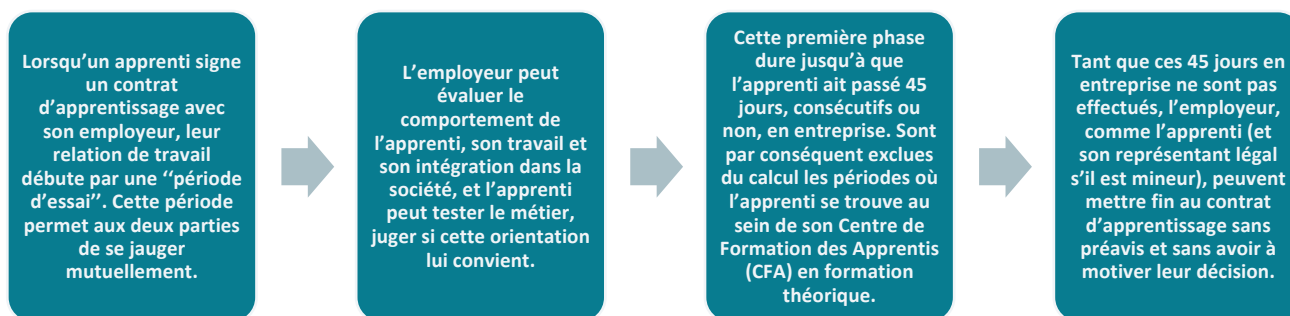 Lorsqu’un apprenti signe
un contrat
d’apprentissage avec
son employeur, leur
relation de travail
débute par une ‘‘période
d’essai’’. Cette période
permet aux deux parties
de se jauger
mutuellement.
L’employeur peut
évaluer le
comportement de
l’apprenti, son travail et
son intégration dans la
société, et l’apprenti
peut tester le métier,
juger si cette orientation
lui convient.
Cette première phase
dure jusqu’à que
l’apprenti ait passé 45
jours, consécutifs ou
non, en entreprise. Sont
par conséquent exclues
du calcul les périodes où
l’apprenti se trouve au
sein de son Centre de
Formation des Apprentis
(CFA) en formation
théorique.
Tant que ces 45 jours en
entreprise ne sont pas
effectués, l’employeur,
comme l’apprenti (et
son représentant légal
s’il est mineur), peuvent
mettre fin au contrat
d’apprentissage sans
préavis et sans avoir à
motiver leur décision.